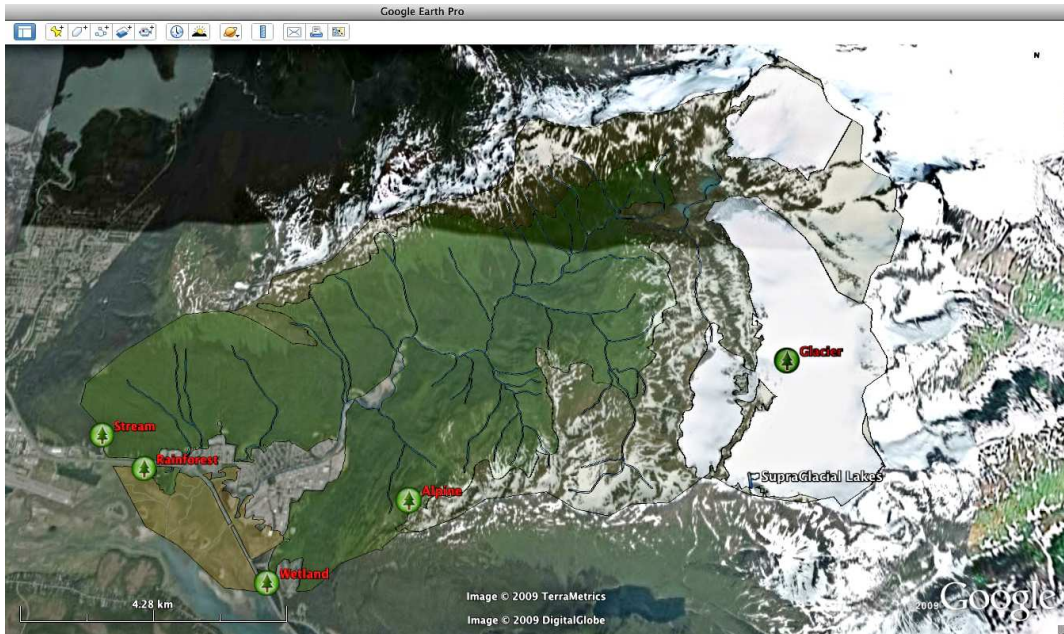 Google Earth Pro
N
Glacier
Stream
Rainforest
SupraGlacial Lakes
Alpine
Wetland
4.28 km
Image © 2009 TerraMetrics
Image © 2009 DigitalGlobe
©2009 Google